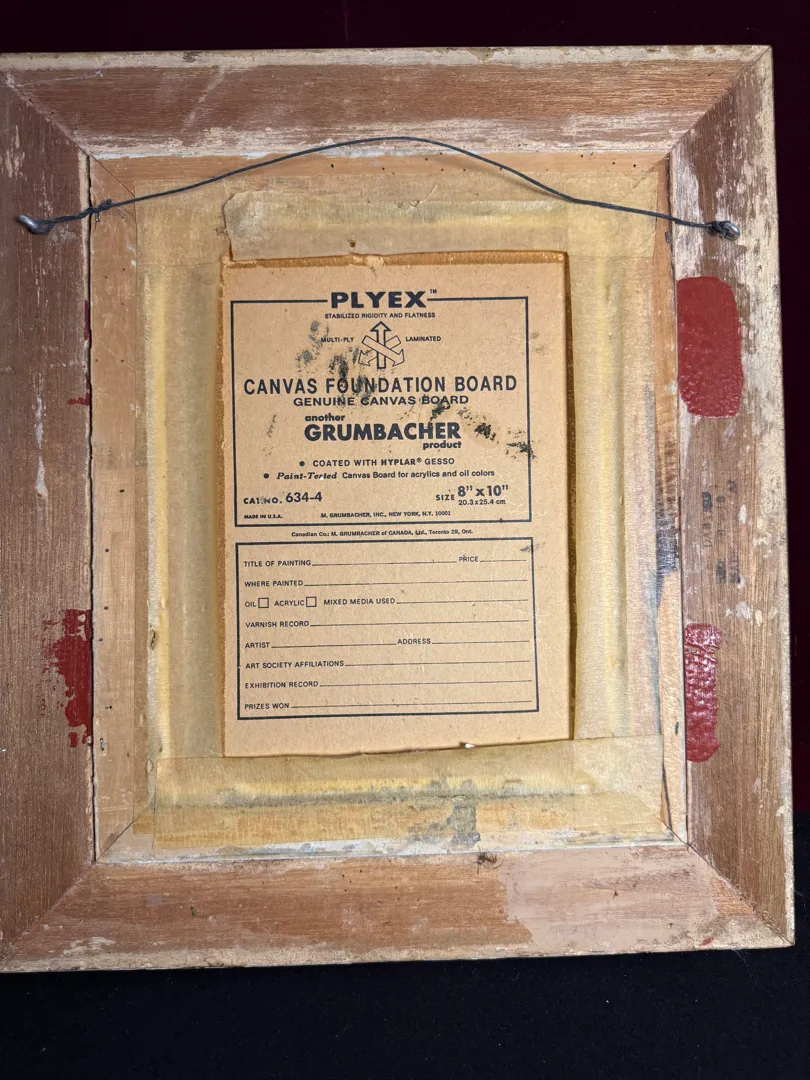 PLYEX™
STABILIZED RIGIDITY AND FLATNESS
MULTI-PLY LAMINATED
CANVAS FOUNDATION BOARD
GENUINE CANVAS BOARD
another
GRUMBACHER
product
• COATED WITH HYPLAR® GESSO
• Paint-Tested Canvas Board for acrylics and oil colors
CAT. NO. 634-4 SIZE 8" x 10"
20.3 x 25.4 cm
MADE IN U.S.A. M. GRUMBACHER, INC., NEW YORK, N.Y. 10001
Canadian Co.: M. GRUMBACHER of CANADA, Ltd., Toronto 2B, Ont.
TITLE OF PAINTING PRICE
WHERE PAINTED
OIL ACRYLIC MIXED MEDIA USED
VARNISH RECORD
ARTIST ADDRESS
ART SOCIETY AFFILIATIONS
EXHIBITION RECORD
PRIZES WON